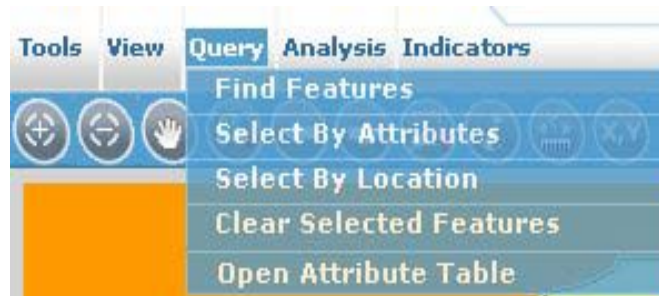 Tools View Query Analysis Indicators
Find Features
Select By Attributes
Select By Location
Clear Selected Features
Open Attribute Table
X,Y